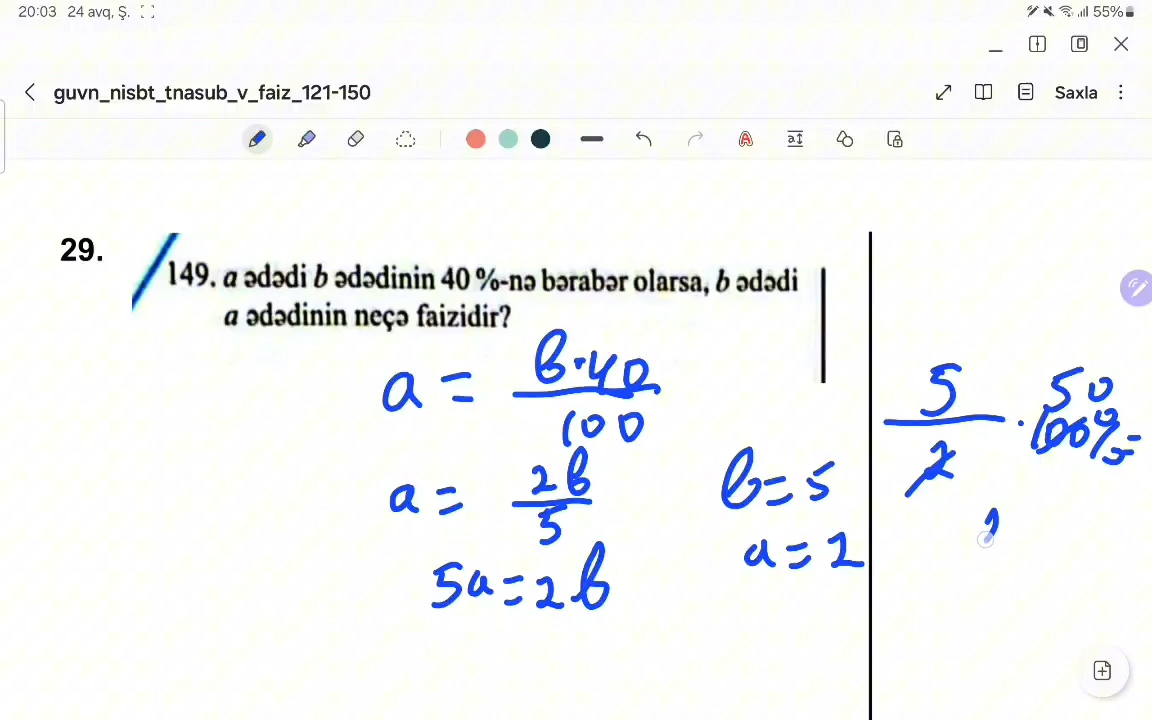 20:03 24 avq, Ş. 55%
guvn_nisbt_tnasub_v_faiz_121-150 Saxla
29.
149. a ədədi b ədədinin 40 %-nə bərabər olarsa, b ədədi
a ədədinin neçə faizidir?
a = b·40/100
a = 2b/5
5a=2b
b=5
a=2
5/2 · 100%=
50